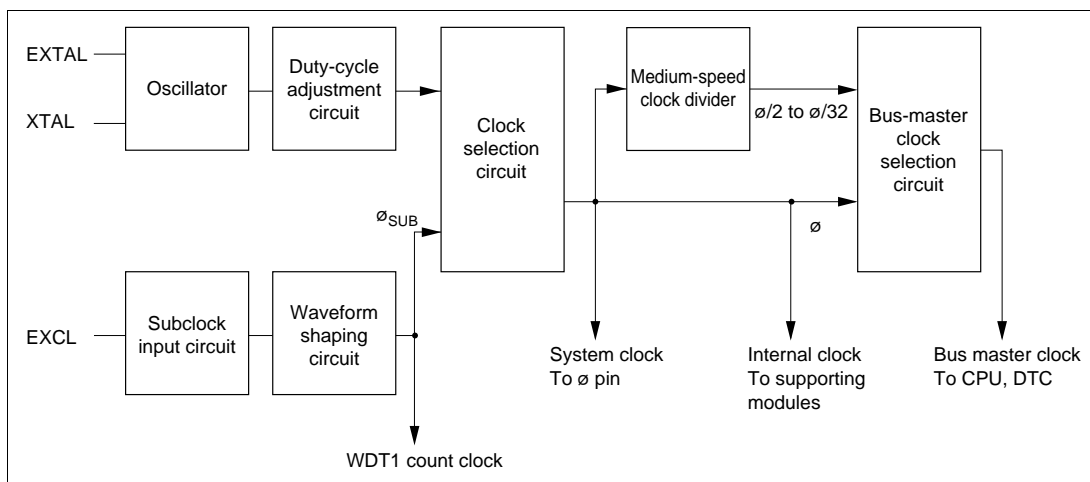 EXTAL
XTAL
Oscillator
Duty-cycle
adjustment
circuit
Clock
selection
circuit
Medium-speed
clock divider
ø/2 to ø/32
Bus-master
clock
selection
circuit
øSUB
ø
EXCL
Subclock
input circuit
Waveform
shaping
circuit
System clock
To ø pin
Internal clock
To supporting
modules
Bus master clock
To CPU, DTC
WDT1 count clock